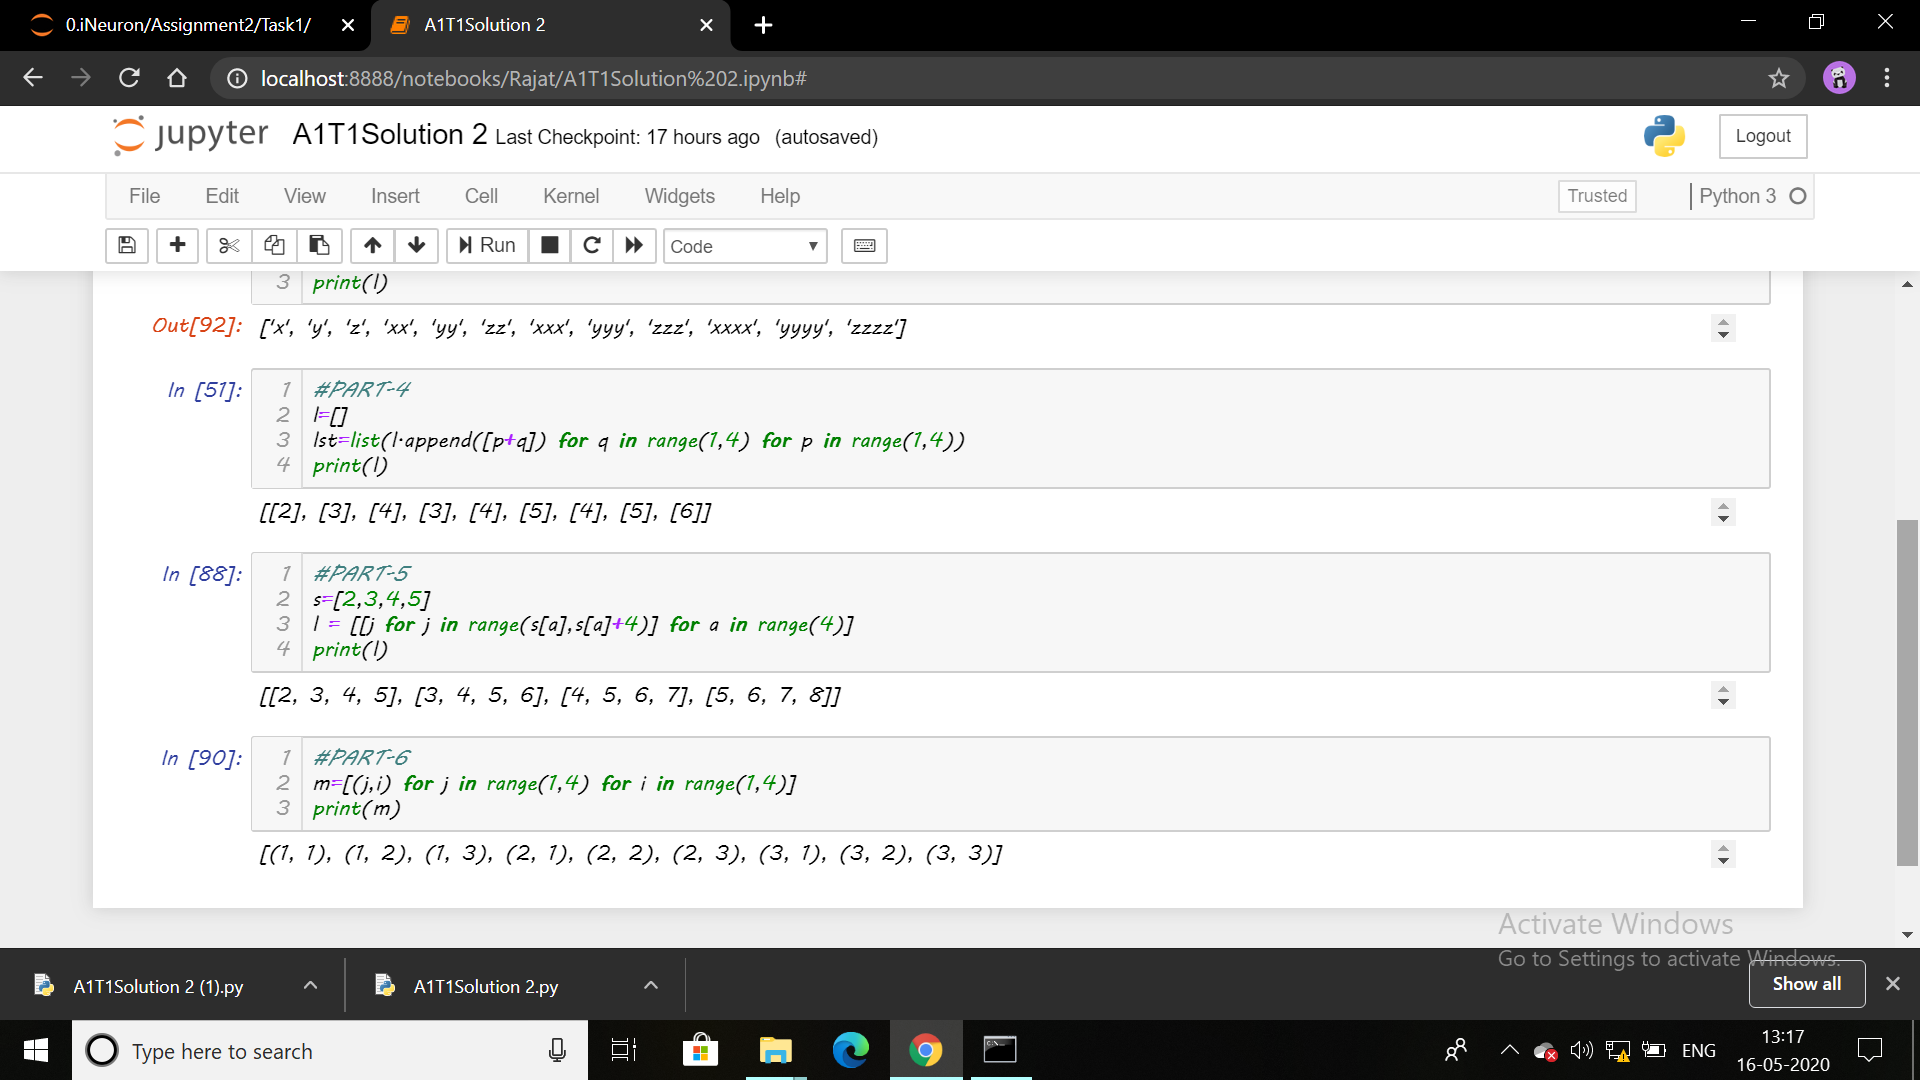 0.iNeuron/Assignment2/Task1/
A1T1Solution 2
localhost:8888/notebooks/Rajat/A1T1Solution%202.ipynb#
jupyter A1T1Solution 2 Last Checkpoint: 17 hours ago (autosaved)
Logout
File Edit View Insert Cell Kernel Widgets Help
Trusted
Python 3
Run
Code
3 print(l)
Out[92]: ['x', 'y', 'z', 'xx', 'yy', 'zz', 'xxx', 'yyy', 'zzz', 'xxxx', 'yyyy', 'zzzz']
In [51]: 1 #PART-4
2 l=[]
3 lst=list(l.append([p+q]) for q in range(1,4) for p in range(1,4))
4 print(l)
[[2], [3], [4], [3], [4], [5], [4], [5], [6]]
In [88]: 1 #PART-5
2 s=[2,3,4,5]
3 l = [[j for j in range(s[a],s[a]+4)] for a in range(4)]
4 print(l)
[[2, 3, 4, 5], [3, 4, 5, 6], [4, 5, 6, 7], [5, 6, 7, 8]]
In [90]: 1 #PART-6
2 m=[(j,i) for j in range(1,4) for i in range(1,4)]
3 print(m)
[(1, 1), (1, 2), (1, 3), (2, 1), (2, 2), (2, 3), (3, 1), (3, 2), (3, 3)]
Activate Windows
Go to Settings to activate Windows.
A1T1Solution 2 (1).py
A1T1Solution 2.py
Show all
Type here to search
ENG
13:17
16-05-2020